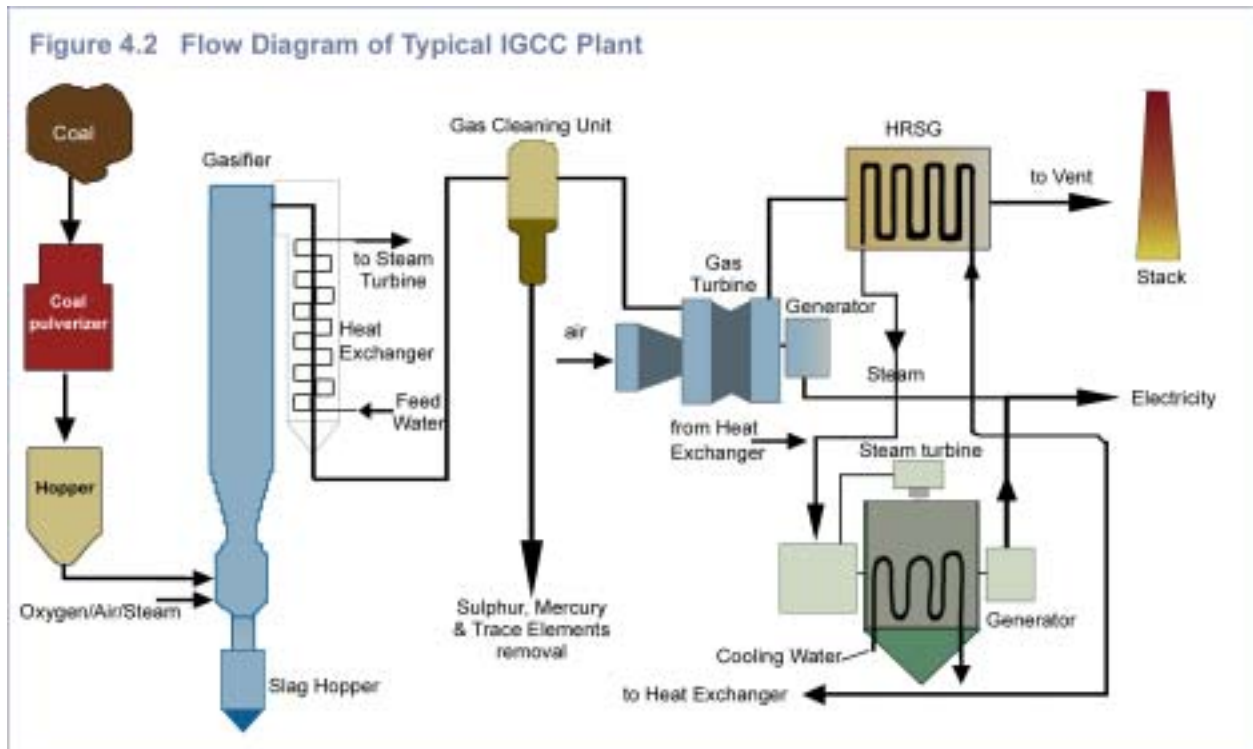 Figure 4.2 Flow Diagram of Typical IGCC Plant
Coal
Coal
pulverizer
Hopper
Oxygen/Air/Steam
Gasifier
to Steam
Turbine
Heat
Exchanger
Feed
Water
Slag Hopper
Gas Cleaning Unit
Sulphur, Mercury
& Trace Elements
removal
air
Gas
Turbine
Generator
HRSG
to Vent
Stack
Steam
Electricity
from Heat
Exchanger
Steam turbine
Generator
Cooling Water
to Heat Exchanger